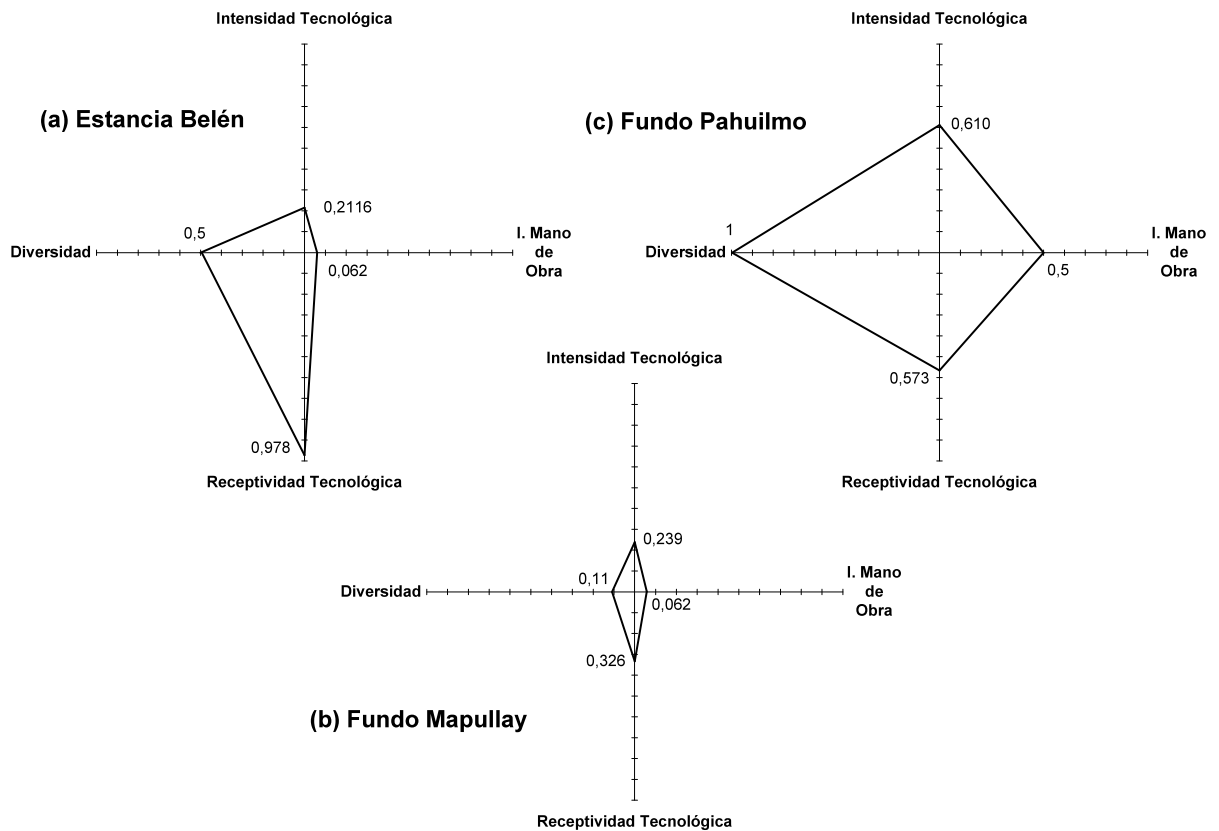 Intensidad Tecnológica
(a) Estancia Belén
0,2116
0,5
Diversidad
I. Mano
de
Obra
0,062
0,978
Receptividad Tecnológica
Intensidad Tecnológica
(c) Fundo Pahuilmo
0,610
1
Diversidad
I. Mano
de
Obra
0,5
0,573
Receptividad Tecnológica
Intensidad Tecnológica
0,239
0,11
Diversidad
I. Mano
de
Obra
0,062
0,326
(b) Fundo Mapullay
Receptividad Tecnológica